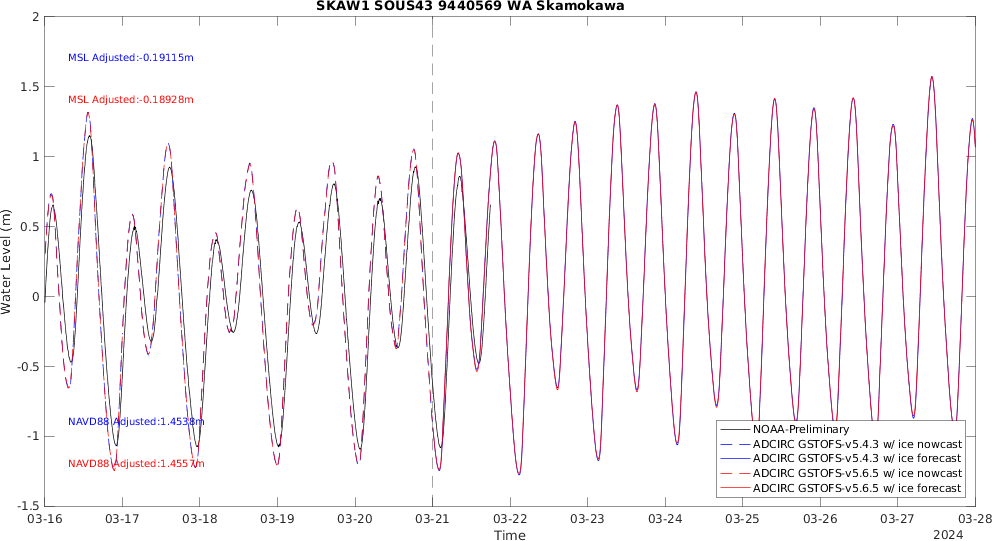 SKAW1 SOUS43 9440569 WA Skamokawa
2
1.5
1
0.5
0
-0.5
-1
-1.5
Water Level (m)
MSL Adjusted:-0.19115m
MSL Adjusted:-0.18928m
NAVD88 Adjusted:1.4538m
NAVD88 Adjusted:1.4557m
NOAA-Preliminary
ADCIRC GSTOFS-v5.4.3 w/ ice nowcast
ADCIRC GSTOFS-v5.4.3 w/ ice forecast
ADCIRC GSTOFS-v5.6.5 w/ ice nowcast
ADCIRC GSTOFS-v5.6.5 w/ ice forecast
03-16 03-17 03-18 03-19 03-20 03-21 03-22 03-23 03-24 03-25 03-26 03-27 03-28
Time
2024